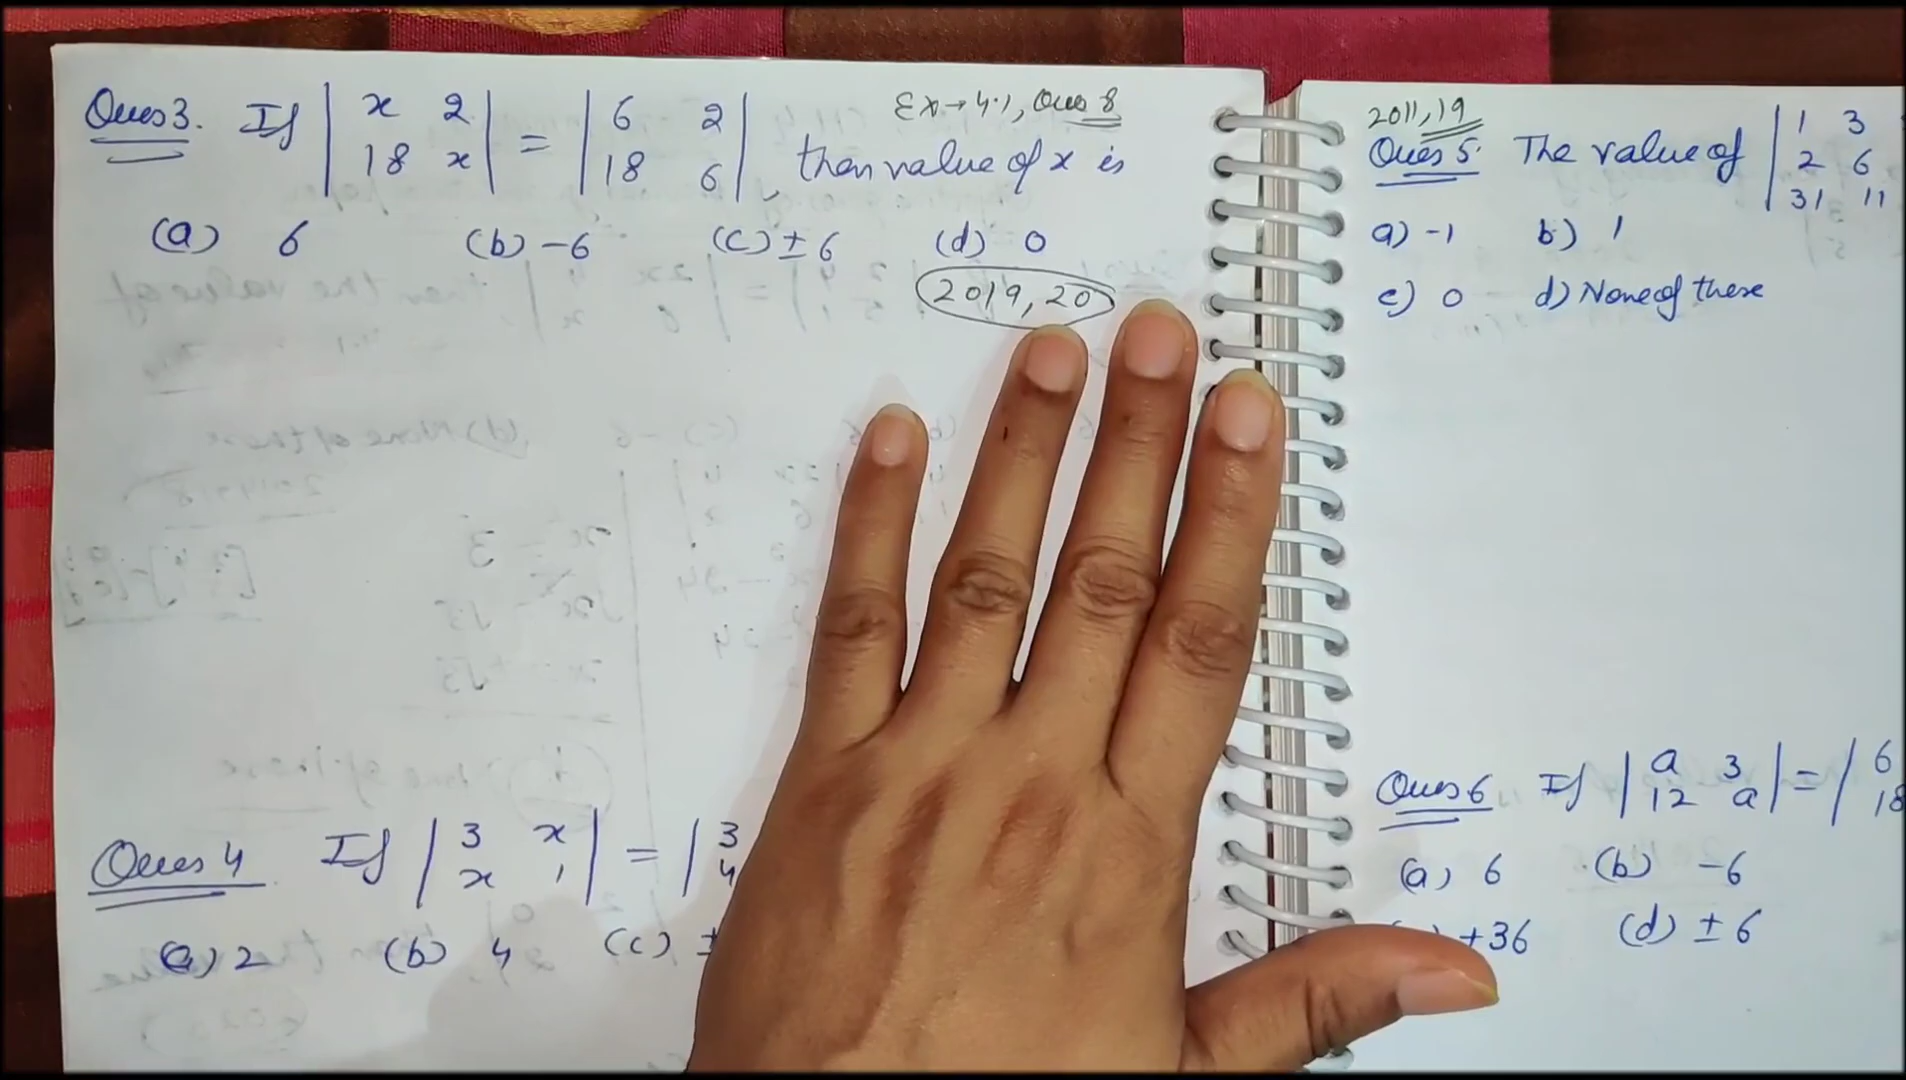 Ex → 4.1, Ques 8
Ques 3. If | x 2 | = | 6 2 |
| 18 x | | 18 6 |, then value of x is
(a) 6 (b) -6 (c) ± 6 (d) 0
2019, 20
Ques 4 If | 3 x | = | 3
| x 1 | | 4
(a) 2 (b) 4 (c) ±
2011, 19
Ques 5. The value of | 1 3
| 2 6
| 31 11
a) -1 b) 1
c) 0 d) None of these
Ques 6 If | a 3 | = | 6
| 12 a | | 18
(a) 6 (b) -6
+36 (d) ± 6